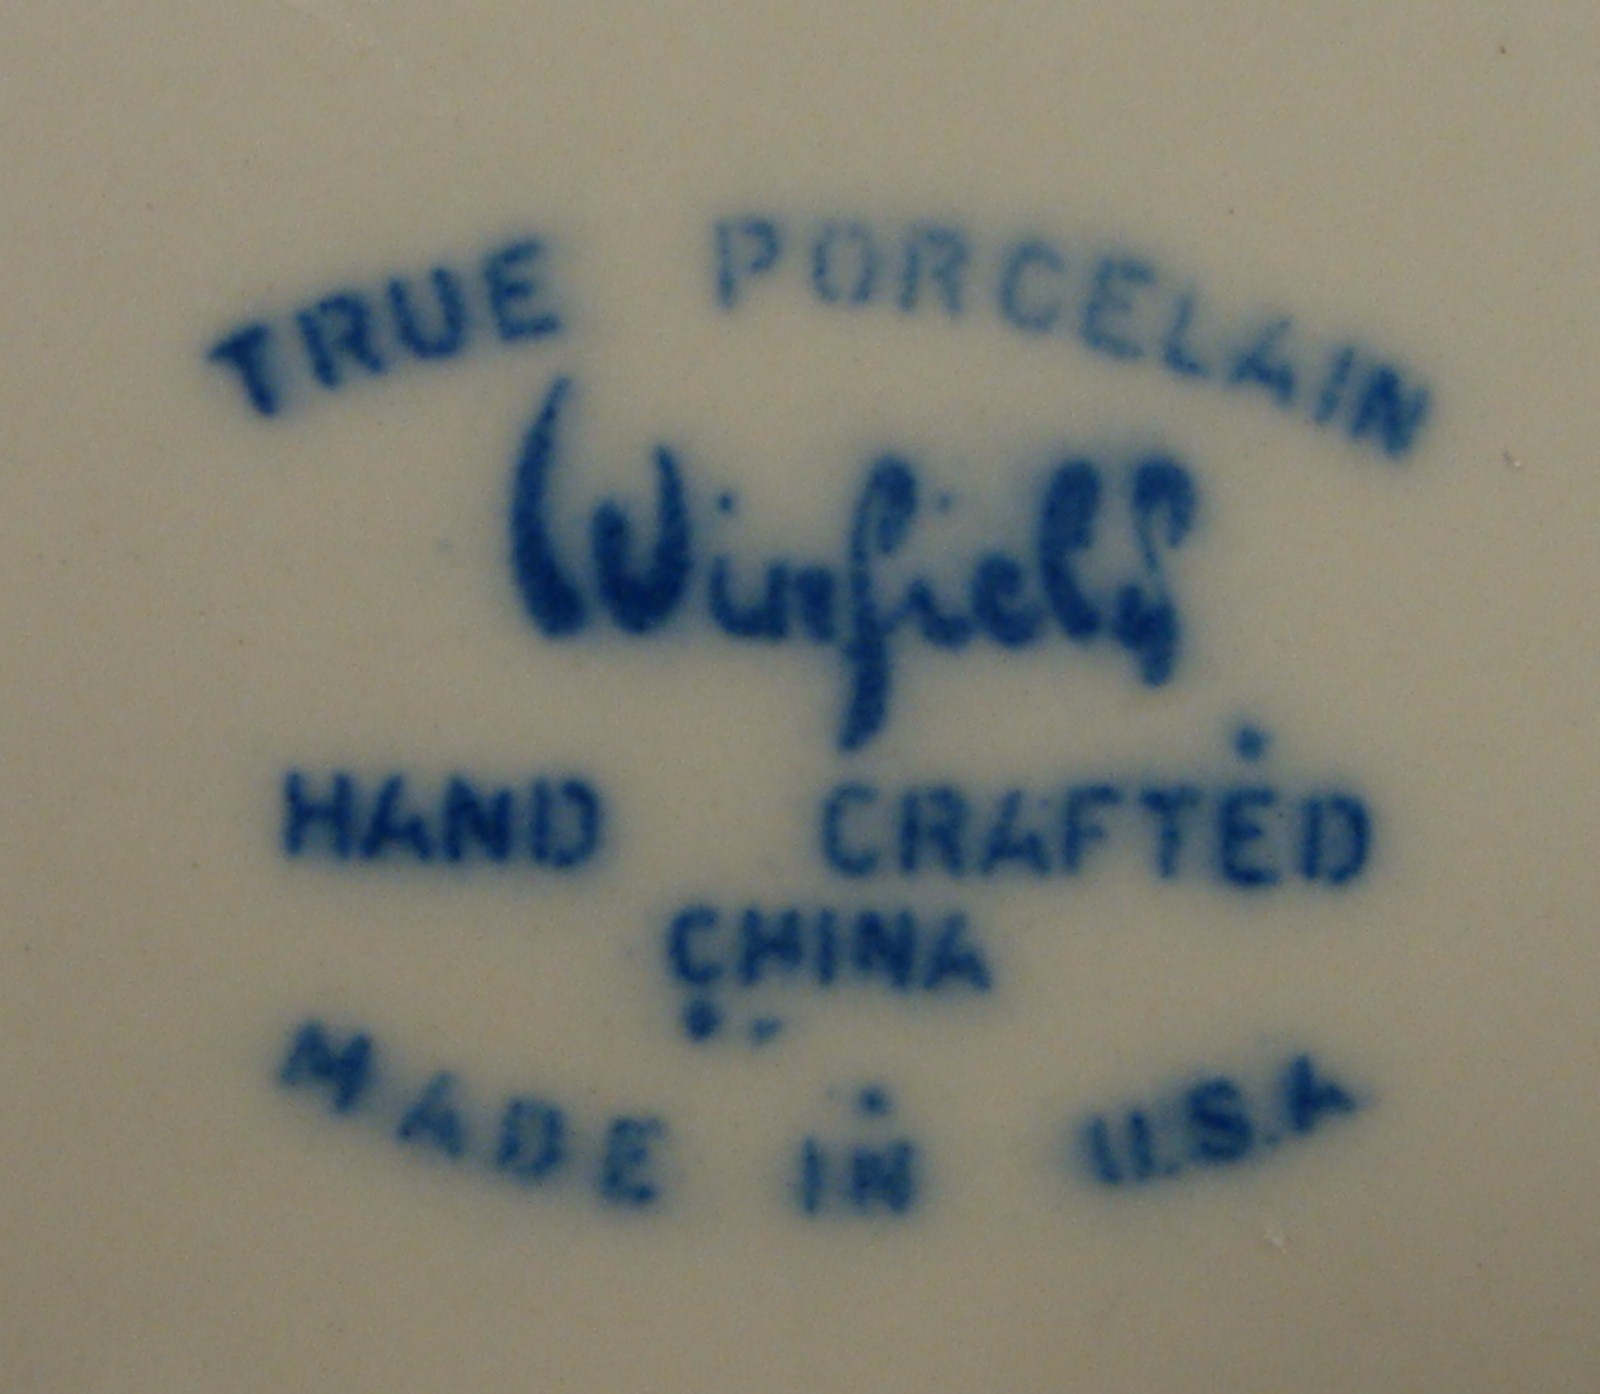 TRUE PORCELAIN
Winfield
HAND CRAFTED
CHINA
MADE IN U.S.A